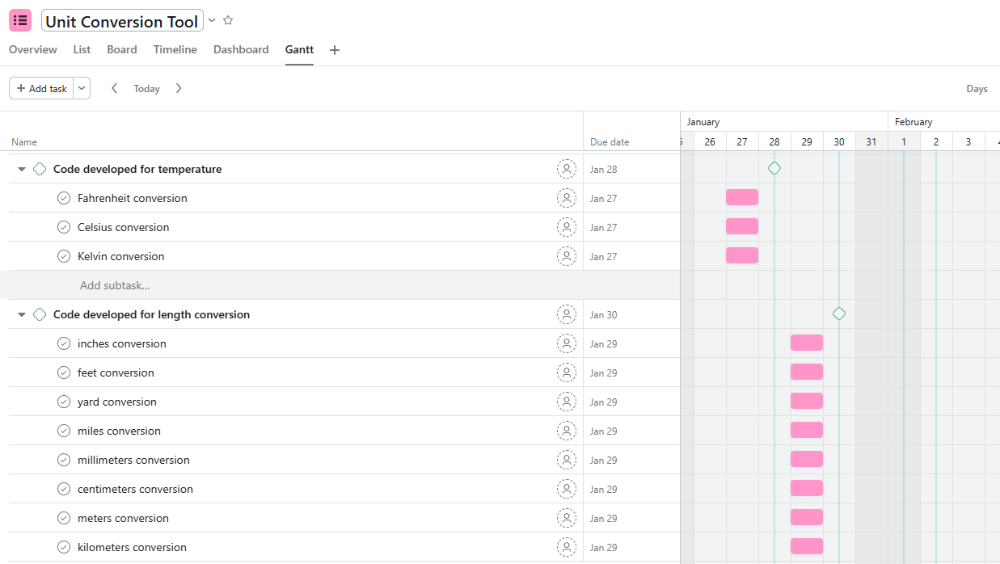 Unit Conversion Tool
Overview List Board Timeline Dashboard Gantt +
+ Add task Today Days
January February
Name Due date 26 27 28 29 30 31 1 2 3
Code developed for temperature Jan 28
Fahrenheit conversion Jan 27
Celsius conversion Jan 27
Kelvin conversion Jan 27
Add subtask...
Code developed for length conversion Jan 30
inches conversion Jan 29
feet conversion Jan 29
yard conversion Jan 29
miles conversion Jan 29
millimeters conversion Jan 29
centimeters conversion Jan 29
meters conversion Jan 29
kilometers conversion Jan 29